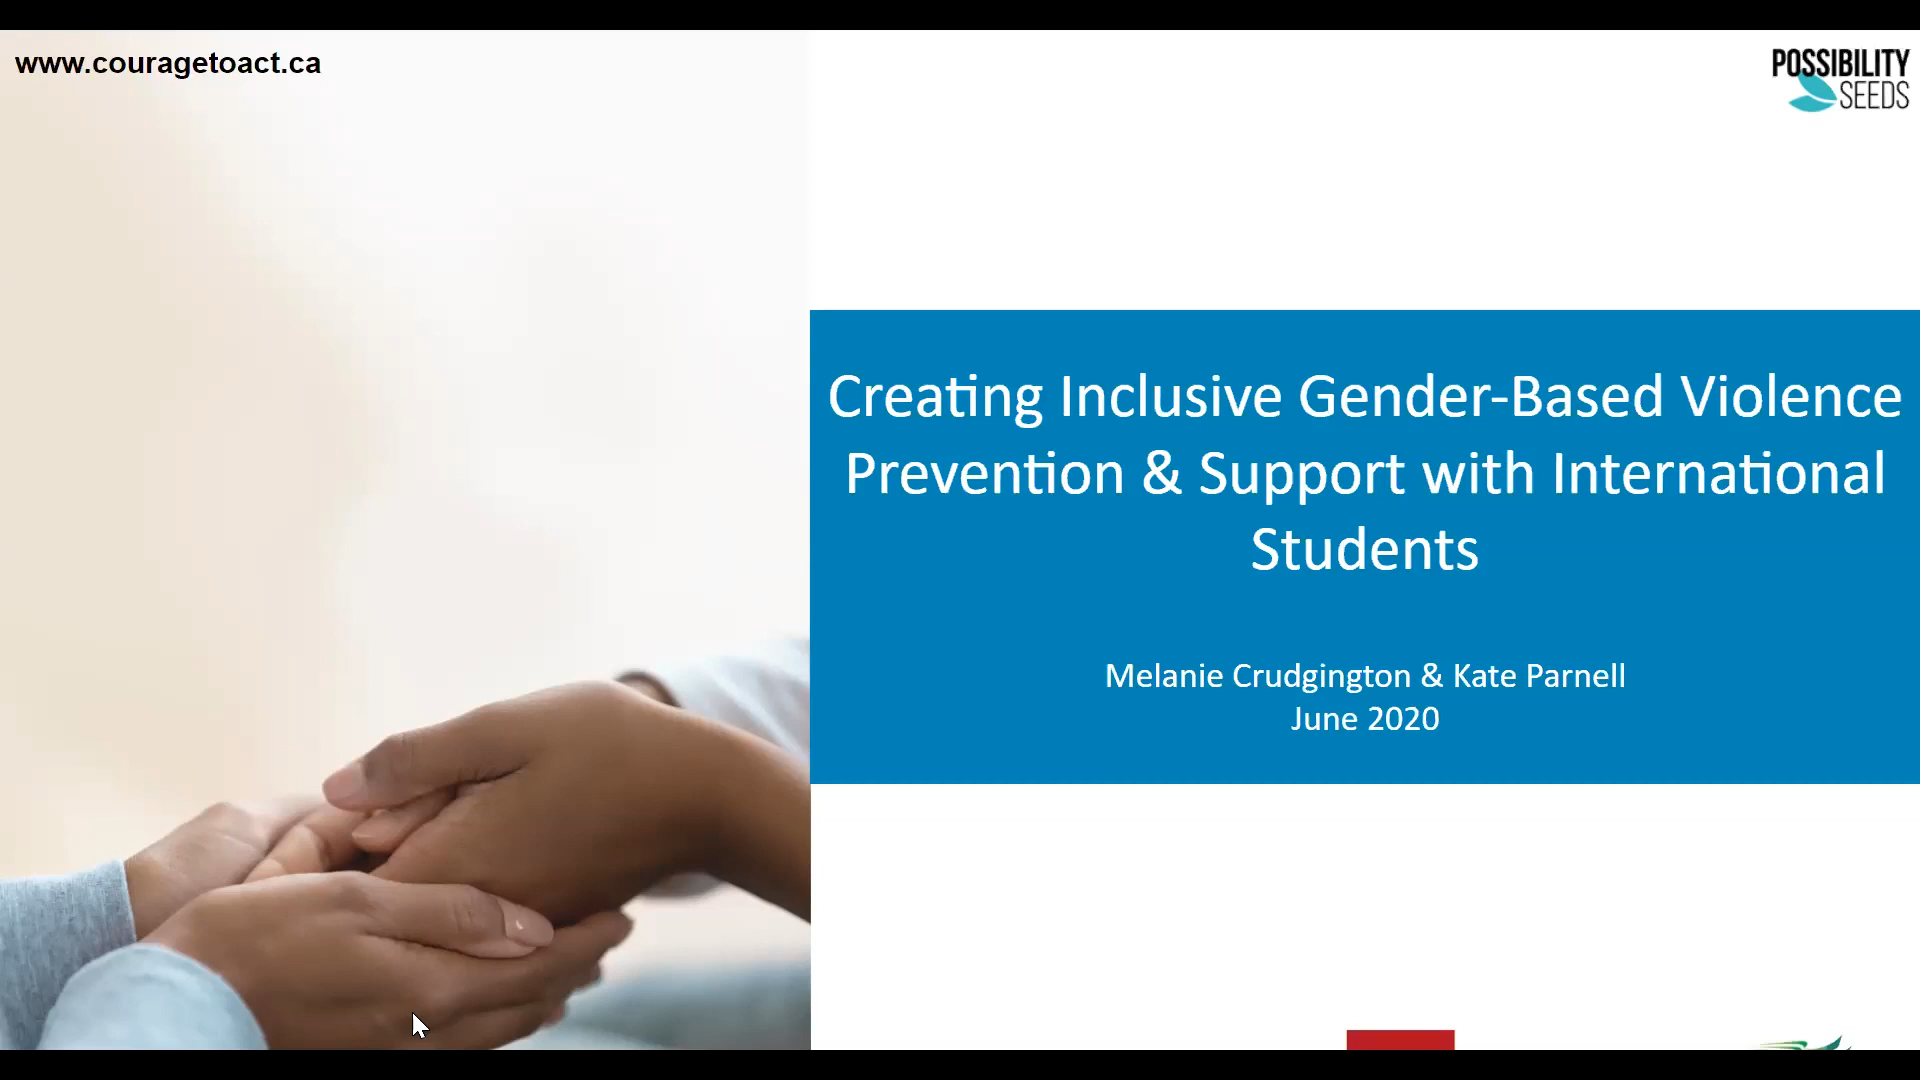 www.couragetoact.ca
POSSIBILITY
SEEDS
Creating Inclusive Gender-Based Violence
Prevention & Support with International
Students
Melanie Crudgington & Kate Parnell
June 2020